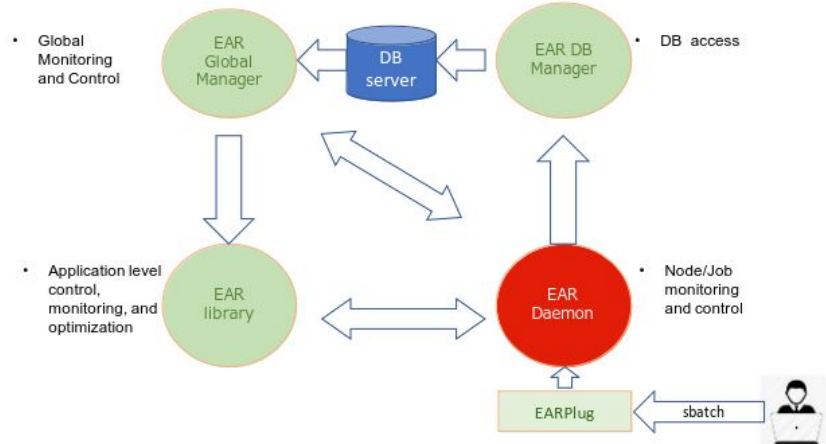 • Global
Monitoring
and Control
EAR
Global
Manager
DB
server
EAR DB
Manager
• DB access
• Application level
control,
monitoring, and
optimization
EAR
library
EAR
Daemon
• Node/Job
monitoring
and control
EARPlug
sbatch